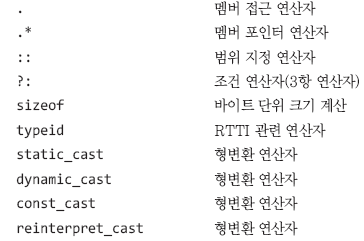 . 멤버 접근 연산자
.* 멤버 포인터 연산자
:: 범위 지정 연산자
?: 조건 연산자(3항 연산자)
sizeof 바이트 단위 크기 계산
typeid RTTI 관련 연산자
static_cast 형변환 연산자
dynamic_cast 형변환 연산자
const_cast 형변환 연산자
reinterpret_cast 형변환 연산자